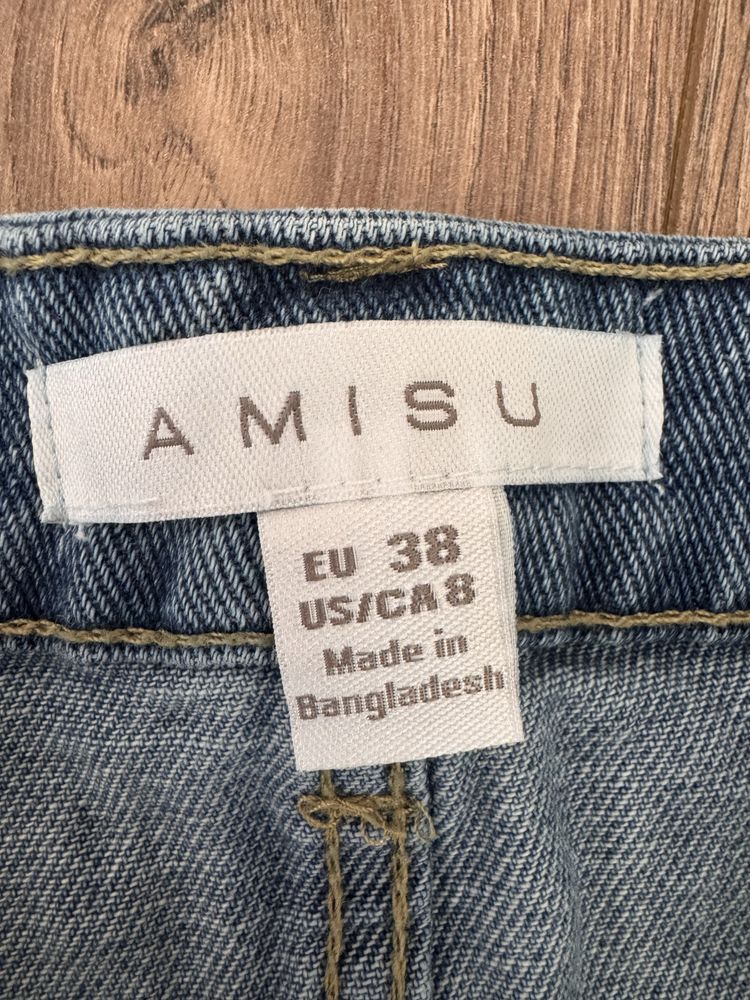 AMISU
EU 38
US/CA 8
Made in
Bangladesh